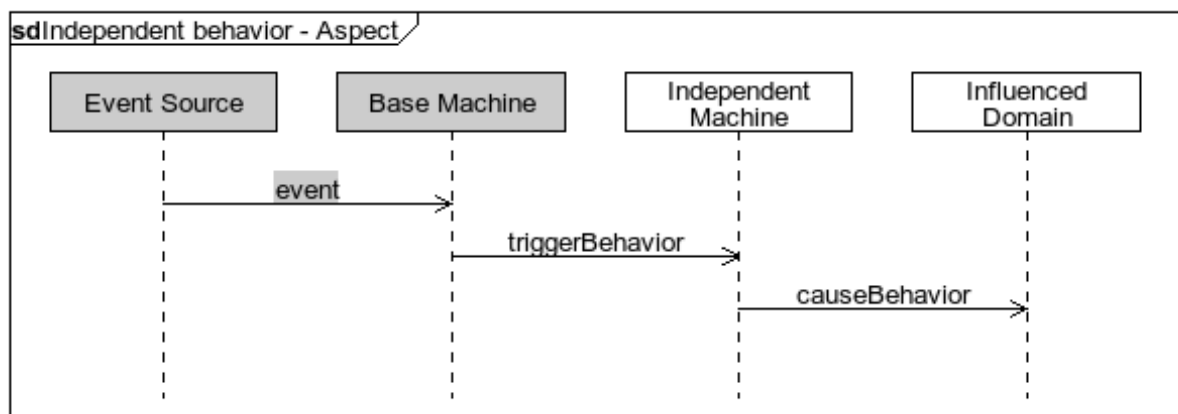 sdIndependent behavior - Aspect
Event Source
Base Machine
Independent
Machine
Influenced
Domain
event
triggerBehavior
causeBehavior